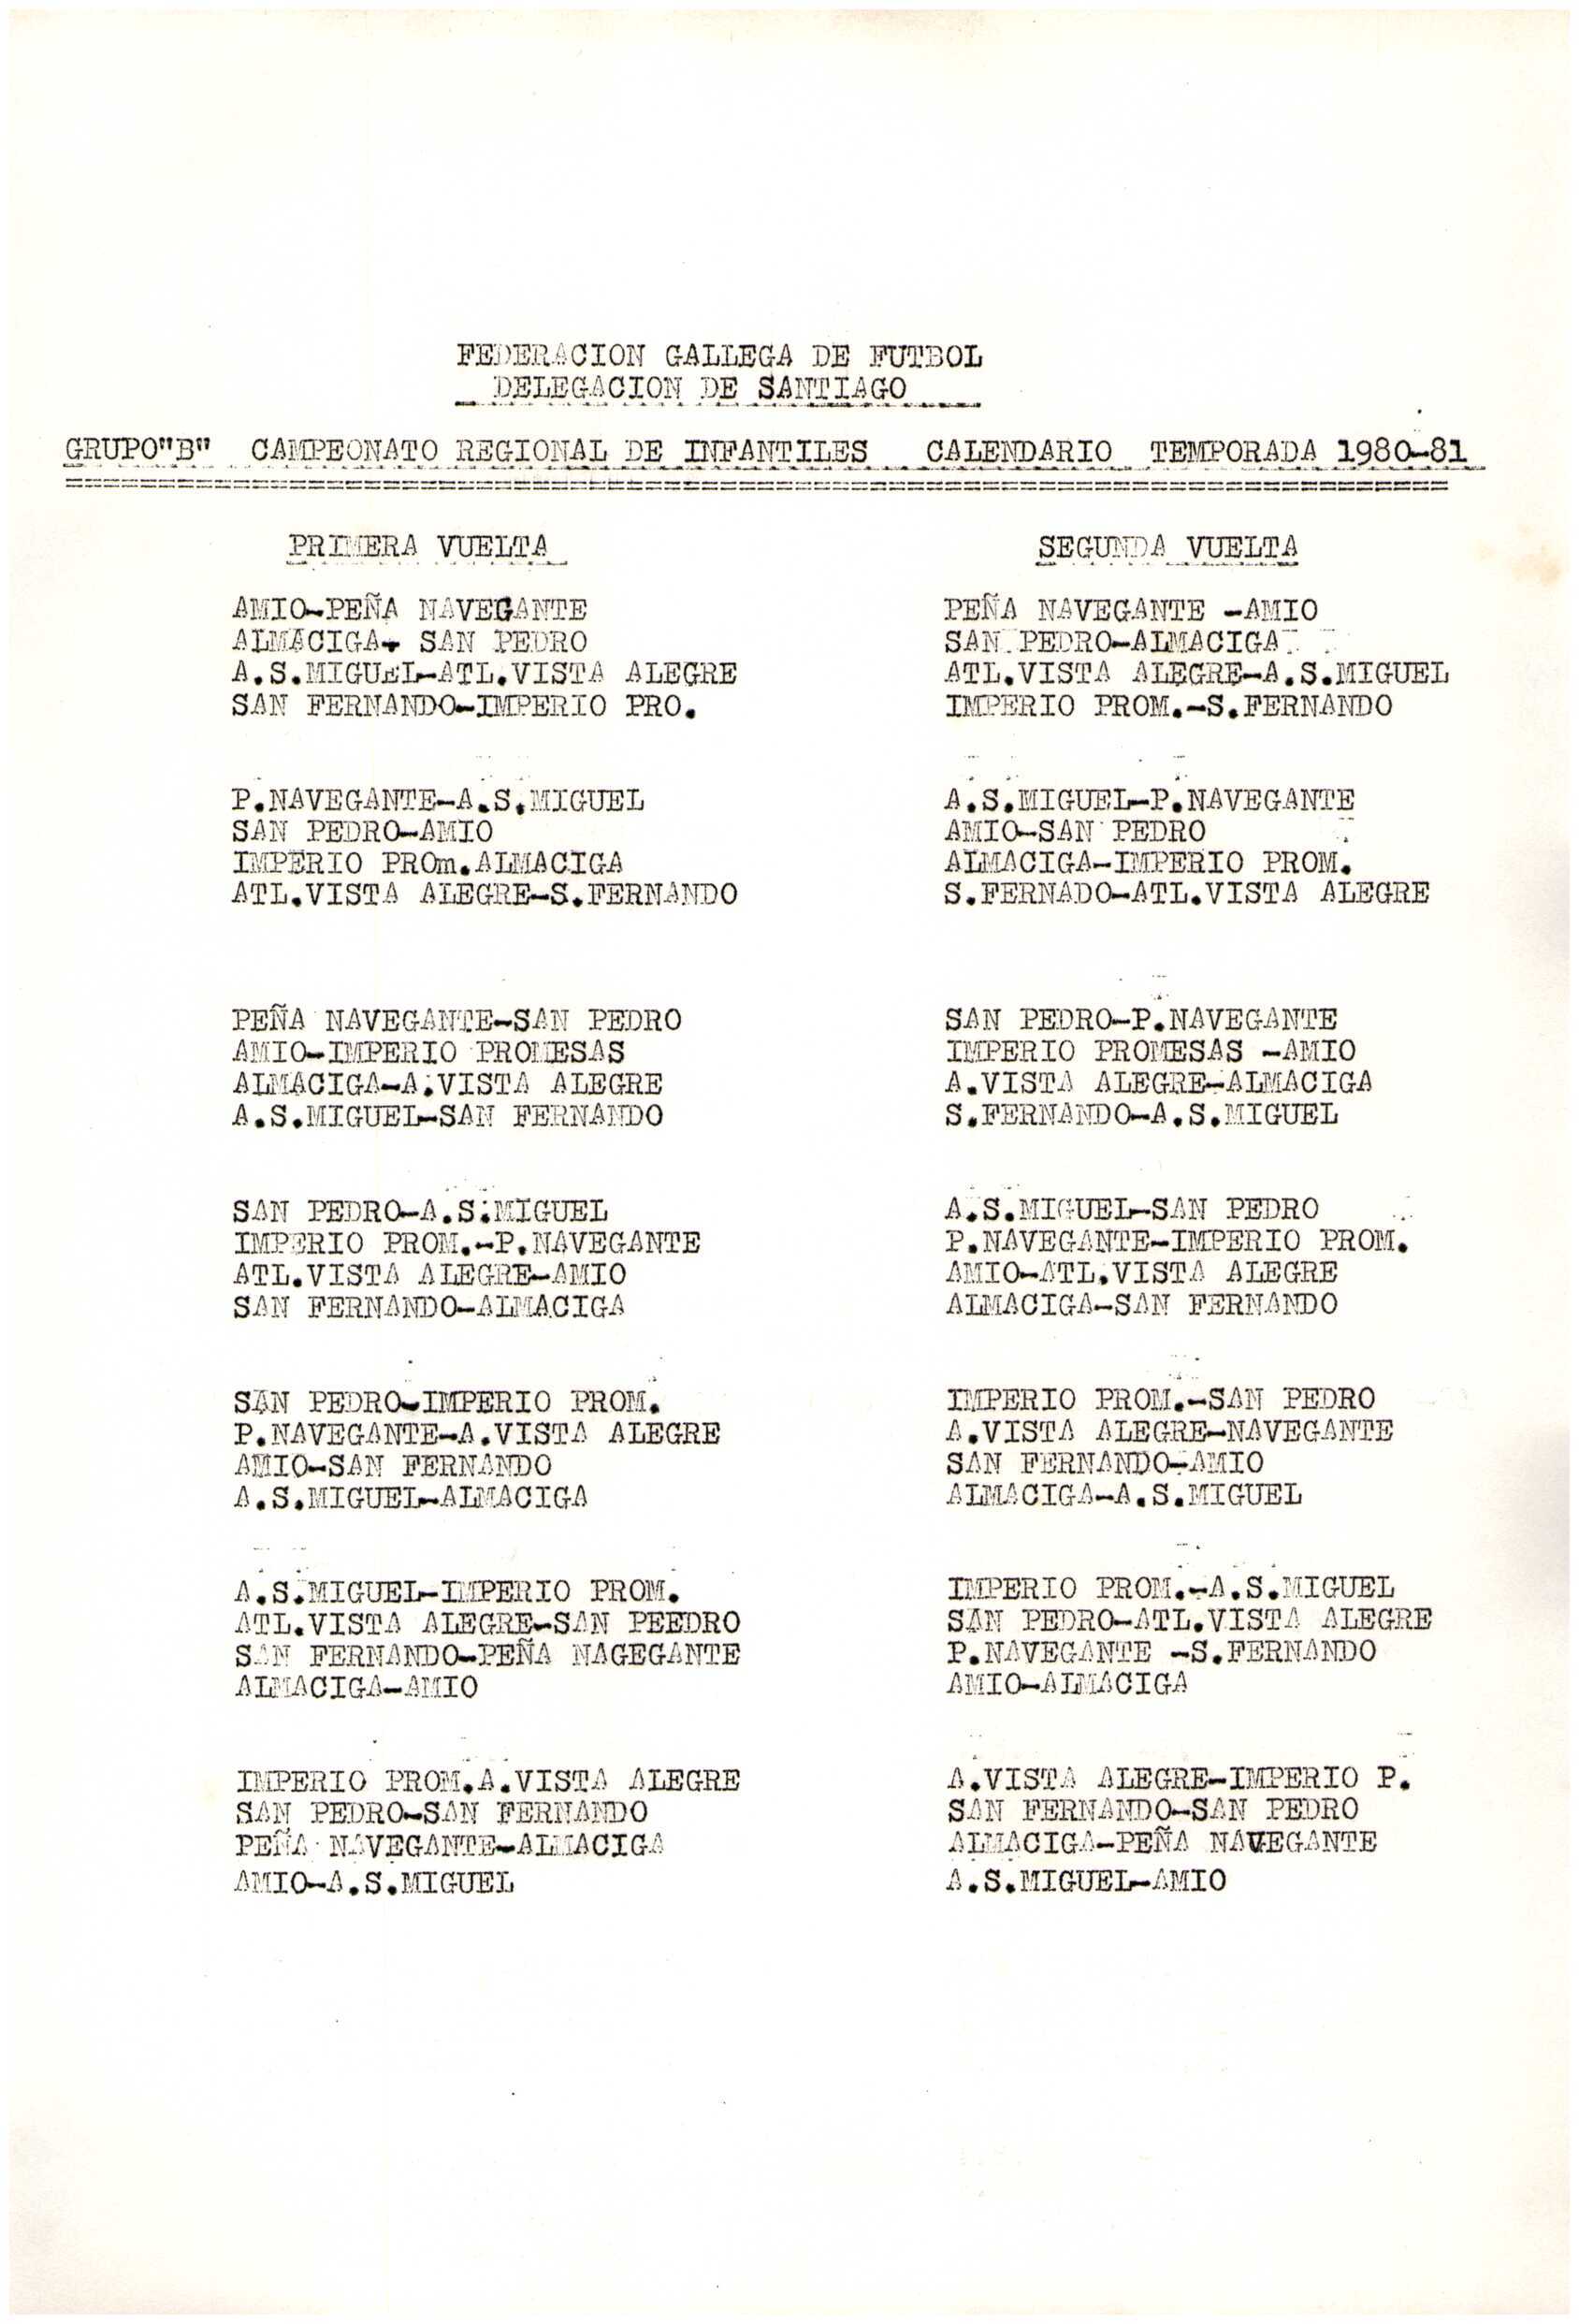 FEDERACION GALLEGA DE FUTBOL
DELEGACION DE SANTIAGO
GRUPO"B" CAMPEONATO REGIONAL DE INFANTILES CALENDARIO TEMPORADA 1980-81
PRIMERA VUELTA
AMIO-PEÑA NAVEGANTE
ALMACIGA- SAN PEDRO
A.S.MIGUEL-ATL.VISTA ALEGRE
SAN FERNANDO-IMPERIO PRO.
P.NAVEGANTE-A.S.MIGUEL
SAN PEDRO-AMIO
IMPERIO PROm.ALMACIGA
ATL.VISTA ALEGRE-S.FERNANDO
PEÑA NAVEGANTE-SAN PEDRO
AMIO-IMPERIO PROMESAS
ALMACIGA-A.VISTA ALEGRE
A.S.MIGUEL-SAN FERNANDO
SAN PEDRO-A.S.MIGUEL
IMPERIO PROM.-P.NAVEGANTE
ATL.VISTA ALEGRE-AMIO
SAN FERNANDO-ALMACIGA
SAN PEDRO-IMPERIO PROM.
P.NAVEGANTE-A.VISTA ALEGRE
AMIO-SAN FERNANDO
A.S.MIGUEL-ALMACIGA
A.S.MIGUEL-IMPERIO PROM.
ATL.VISTA ALEGRE-SAN PEEDRO
SAN FERNANDO-PEÑA NAGEGANTE
ALMACIGA-AMIO
IMPERIO PROM.A.VISTA ALEGRE
SAN PEDRO-SAN FERNANDO
PEÑA NAVEGANTE-ALMACIGA
AMIO-A.S.MIGUEL
SEGUNDA VUELTA
PEÑA NAVEGANTE -AMIO
SAN PEDRO-ALMACIGA
ATL.VISTA ALEGRE-A.S.MIGUEL
IMPERIO PROM.-S.FERNANDO
A.S.MIGUEL-P.NAVEGANTE
AMIO-SAN PEDRO
ALMACIGA-IMPERIO PROM.
S.FERNADO-ATL.VISTA ALEGRE
SAN PEDRO-P.NAVEGANTE
IMPERIO PROMESAS -AMIO
A.VISTA ALEGRE-ALMACIGA
S.FERNANDO-A.S.MIGUEL
A.S.MIGUEL-SAN PEDRO
P.NAVEGANTE-IMPERIO PROM.
AMIO-ATL.VISTA ALEGRE
ALMACIGA-SAN FERNANDO
IMPERIO PROM.-SAN PEDRO
A.VISTA ALEGRE-NAVEGANTE
SAN FERNANDO-AMIO
ALMACIGA-A.S.MIGUEL
IMPERIO PROM.-A.S.MIGUEL
SAN PEDRO-ATL.VISTA ALEGRE
P.NAVEGANTE -S.FERNANDO
AMIO-ALMACIGA
A.VISTA ALEGRE-IMPERIO P.
SAN FERNANDO-SAN PEDRO
ALMACIGA-PEÑA NAVEGANTE
A.S.MIGUEL-AMIO